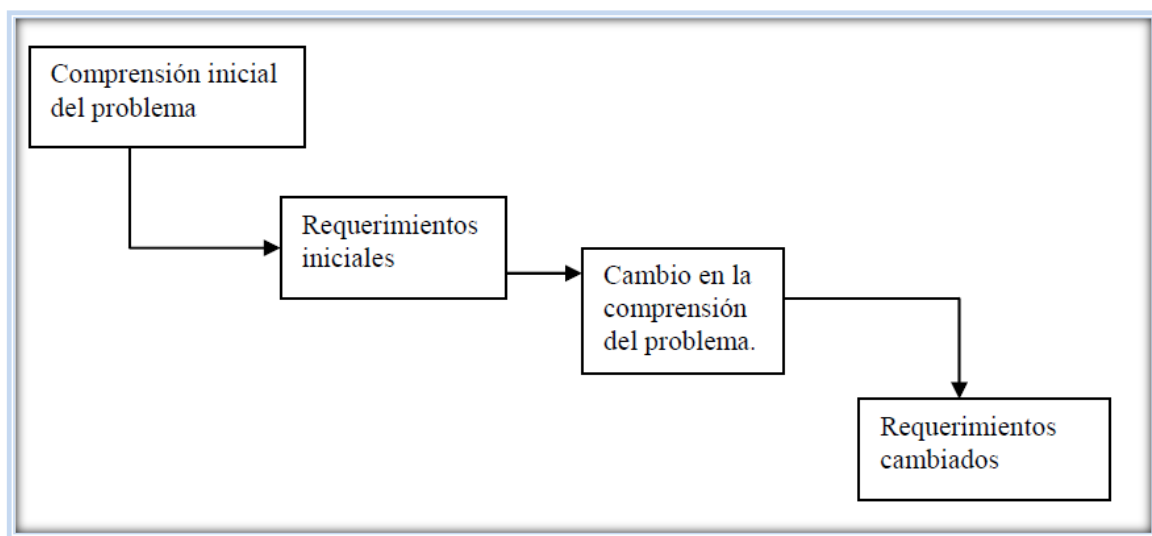 Comprensión inicial
del problema
Requerimientos
iniciales
Cambio en la
comprensión
del problema.
Requerimientos
cambiados